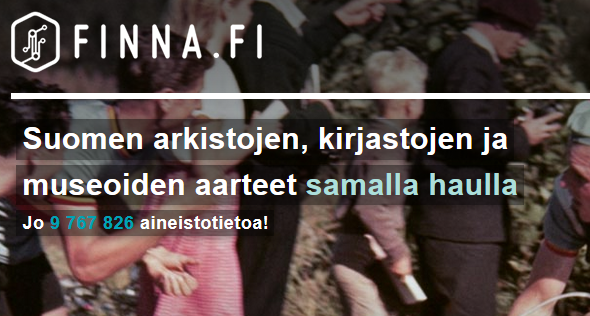 FINNA.FI
Suomen arkistojen, kirjastojen ja
museoiden aarteet samalla haulla
Jo 9 767 826 aineistotietoa!